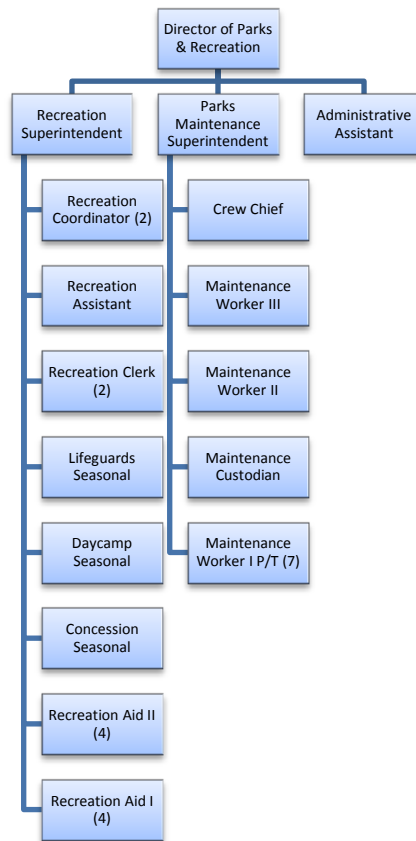 Director of Parks
& Recreation
Recreation
Superintendent
Parks
Maintenance
Superintendent
Administrative
Assistant
Recreation
Coordinator (2)
Recreation
Assistant
Recreation Clerk
(2)
Lifeguards
Seasonal
Daycamp
Seasonal
Concession
Seasonal
Recreation Aid II
(4)
Recreation Aid I
(4)
Crew Chief
Maintenance
Worker III
Maintenance
Worker II
Maintenance
Custodian
Maintenance
Worker I P/T (7)